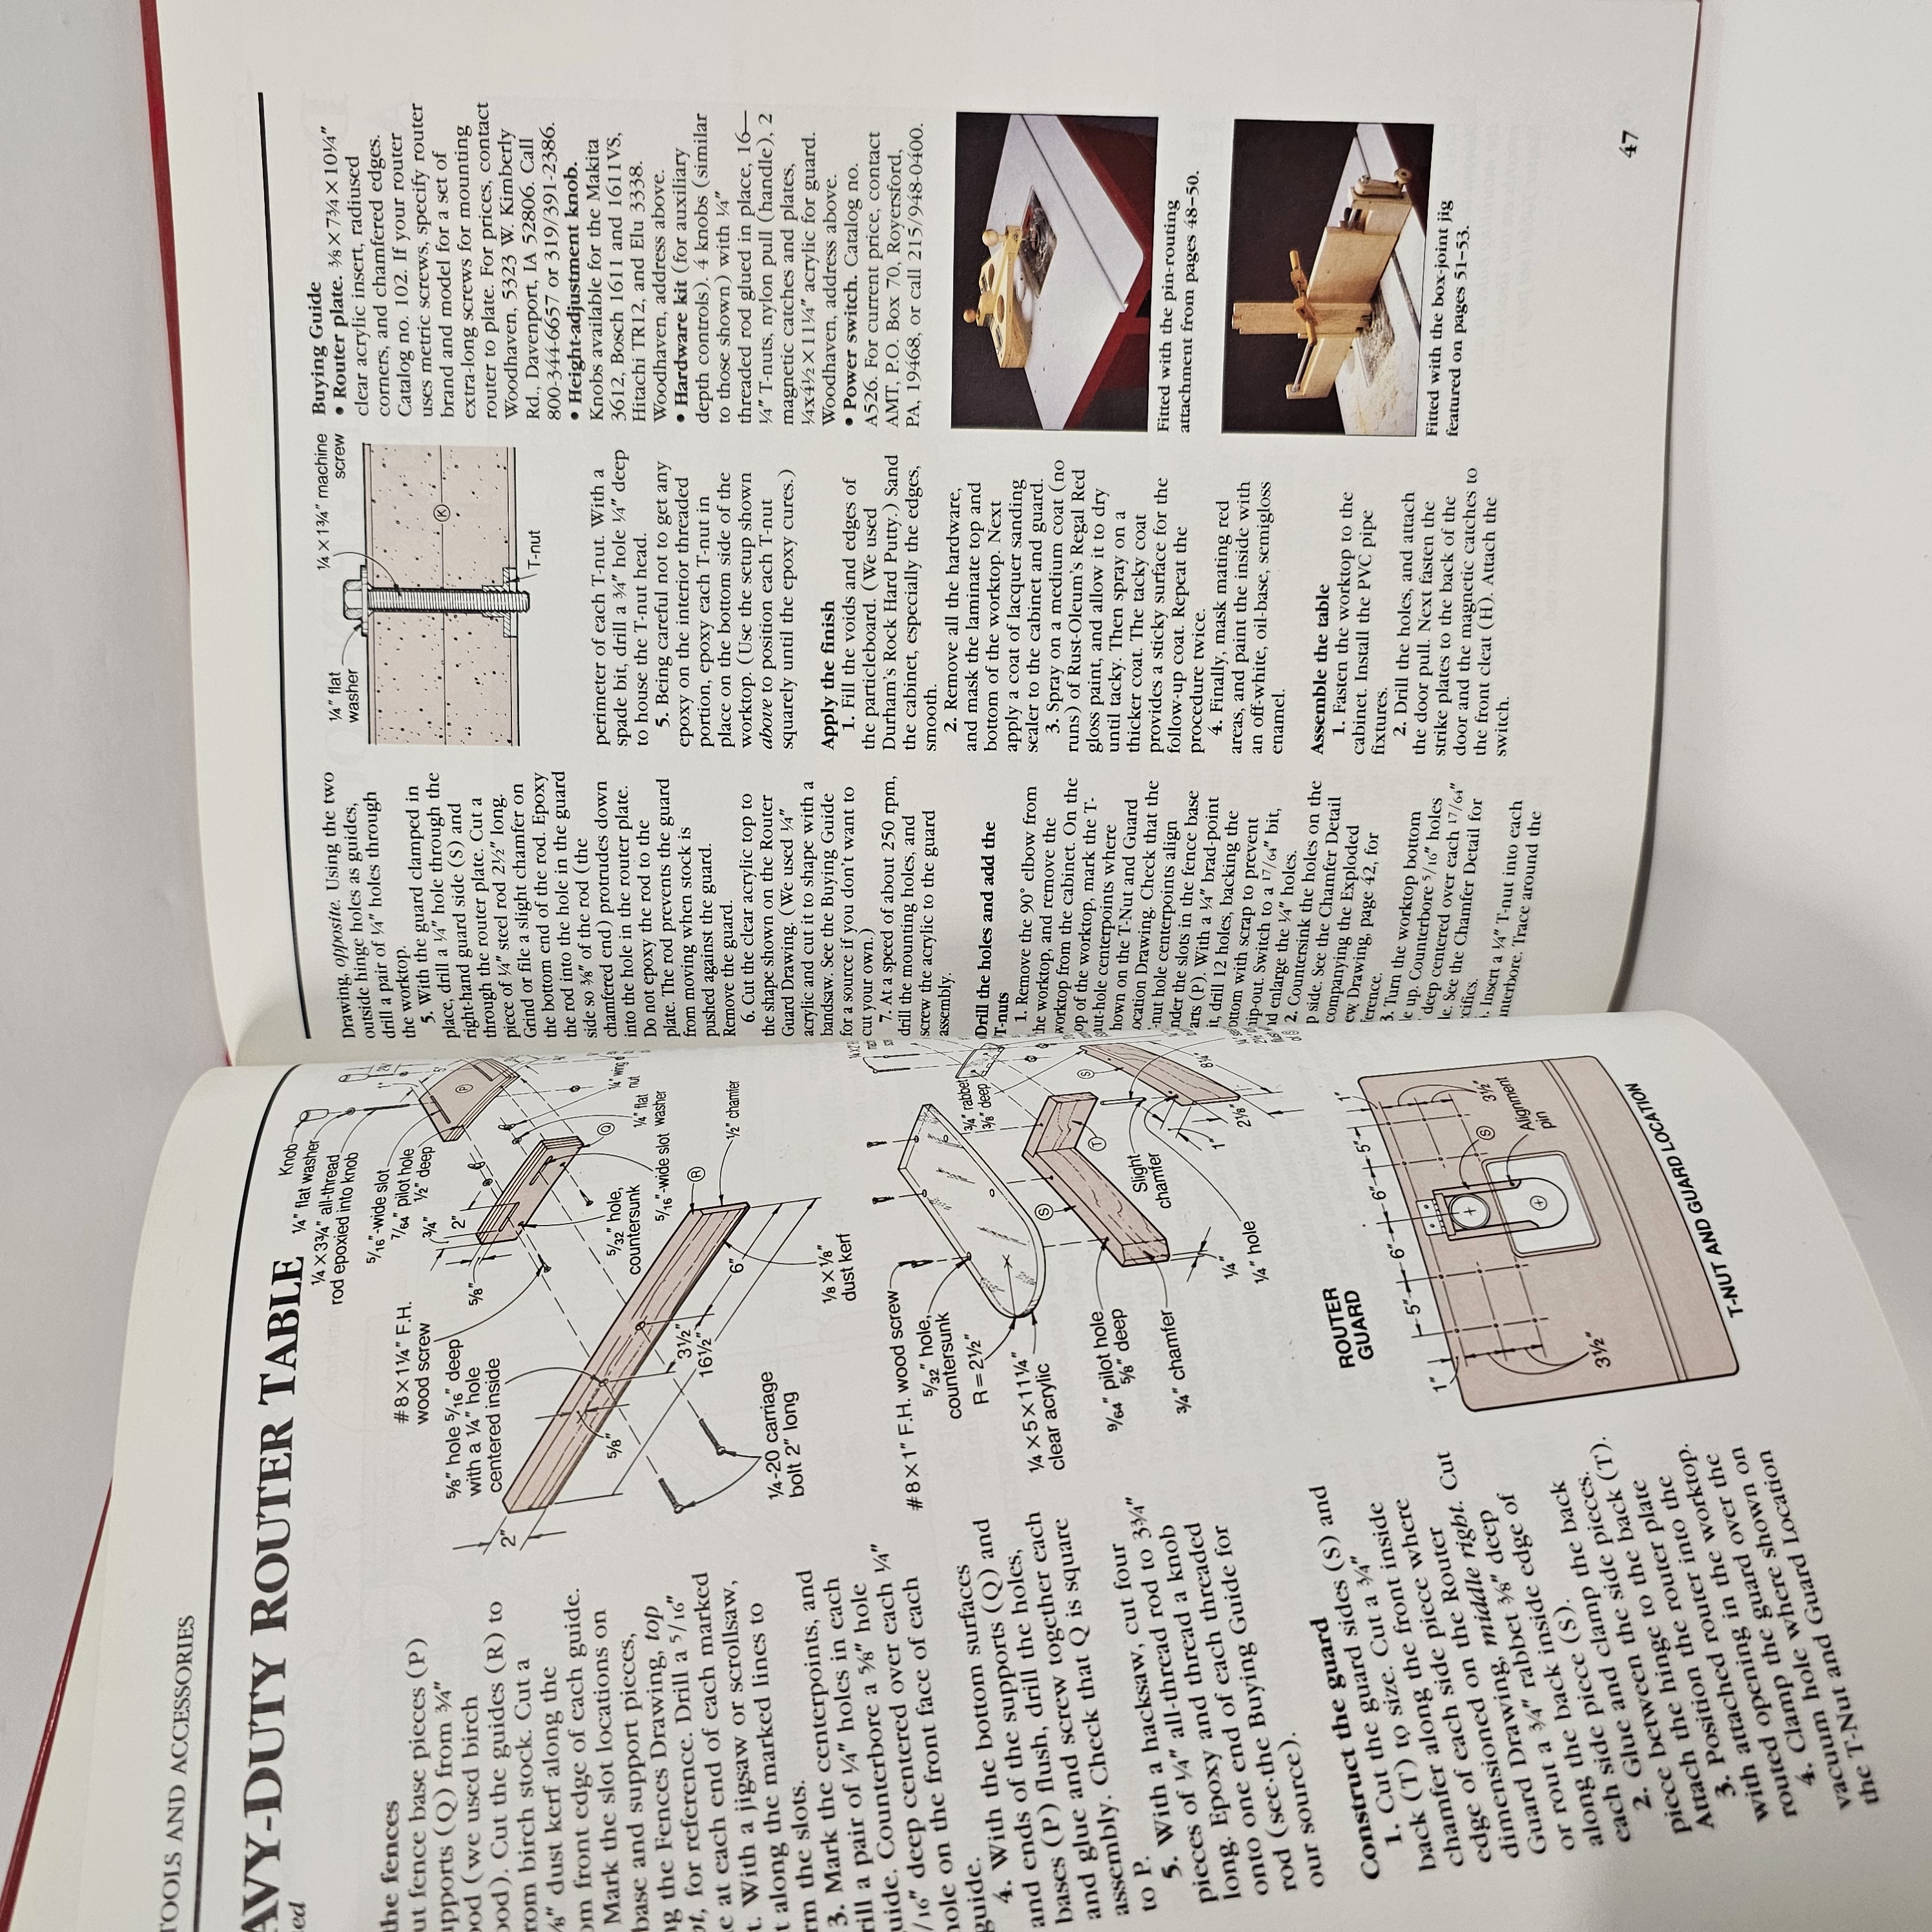 TOOLS AND ACCESSORIES
AVY-DUTY ROUTER TABLE
ed
the fences
ut fence base pieces (P)
upports (Q) from ¾"
ood (we used birch
ood). Cut the guides (R) to
rom birch stock. Cut a
⅛" dust kerf along the
om front edge of each guide.
Mark the slot locations on
base and support pieces,
ng the Fences Drawing, top
ht, for reference. Drill a 5/16"
e at each end of each marked
t. With a jigsaw or scrollsaw,
t along the marked lines to
rm the slots.
3. Mark the centerpoints, and
rill a pair of ¼" holes in each
uide. Counterbore a ⅝" hole
/16" deep centered over each ¼"
hole on the front face of each
guide.
4. With the bottom surfaces
and ends of the supports (Q) and
bases (P) flush, drill the holes,
and glue and screw together each
assembly. Check that Q is square
to P.
5. With a hacksaw, cut four
pieces of ¼" all-thread rod to 3¾"
long. Epoxy and thread a knob
onto one end of each threaded
rod (see the Buying Guide for
our source).
Construct the guard
1. Cut the guard sides (S) and
back (T) to size. Cut a ¾"
chamfer along the front inside
edge of each side piece where
dimensioned on the Router
Guard Drawing, middle right. Cut
or rout a ¾" rabbet ⅜" deep
along the back inside edge of
each side piece (S).
2. Glue and clamp the back
piece between the side pieces.
Attach the hinge to the back (T).
3. Position the router plate
with attached router into the
routed opening in the worktop.
4. Clamp the guard over the
vacuum hole where shown on
the T-Nut and Guard Location
Knob
¼" flat washer
¼ × 3¾" all-thread
rod epoxied into knob
5/16"-wide slot
7/64" pilot hole
½" deep
#8 × 1¼" F.H.
wood screw
⅝" hole 5/16" deep
with a ¼" hole
centered inside
¾"
2"
⅝"
1"
P
2"
⅝"
5/32" hole,
countersunk
Q
¼" wing
nut
¼" flat
washer
5/16"-wide slot
3½"
16½"
R
6"
½" chamfer
¼-20 carriage
bolt 2" long
⅛ × ⅛"
dust kerf
#8 × 1" F.H. wood screw
5/32" hole,
countersunk
R = 2½"
¼ × 5 × 11¼"
clear acrylic
¾" rabbet
⅜" deep
S
T
S
9/64" pilot hole
⅝" deep
Slight
chamfer
¾" chamfer
¼"
¼" hole
1"
2⅛"
8¼"
ROUTER
GUARD
1"
5"
6"
6"
5"
1"
3½"
S
3½"
Alignment
pin
T-NUT AND GUARD LOCATION
Drawing, opposite. Using the two
outside hinge holes as guides,
drill a pair of ¼" holes through
the worktop.
5. With the guard clamped in
place, drill a ¼" hole through the
right-hand guard side (S) and
through the router plate. Cut a
piece of ¼" steel rod 2½" long.
Grind or file a slight chamfer on
the bottom end of the rod. Epoxy
the rod into the hole in the guard
side so ⅜" of the rod (the
chamfered end) protrudes down
into the hole in the router plate.
Do not epoxy the rod to the
plate. The rod prevents the guard
from moving when stock is
pushed against the guard.
Remove the guard.
6. Cut the clear acrylic top to
the shape shown on the Router
Guard Drawing. (We used ¼"
acrylic and cut it to shape with a
bandsaw. See the Buying Guide
for a source if you don't want to
cut your own.)
7. At a speed of about 250 rpm,
drill the mounting holes, and
screw the acrylic to the guard
assembly.
Drill the holes and add the
T-nuts
1. Remove the 90° elbow from
the worktop, and remove the
worktop from the cabinet. On the
op of the worktop, mark the T-
nut-hole centerpoints where
hown on the T-Nut and Guard
ocation Drawing. Check that the
-nut hole centerpoints align
nder the slots in the fence base
arts (P). With a ¼" brad-point
it, drill 12 holes, backing the
ottom with scrap to prevent
hip-out. Switch to a 17/64" bit,
nd enlarge the ¼" holes.
2. Countersink the holes on the
p side. See the Chamfer Detail
companying the Exploded
ew Drawing, page 42, for
ference.
3. Turn the worktop bottom
le up. Counterbore 5/16" holes
deep centered over each 17/64"
le. See the Chamfer Detail for
ecifics.
. Insert a ¼" T-nut into each
unterbore. Trace around the
¼" flat
washer
¼ × 1¾" machine
screw
K
T-nut
perimeter of each T-nut. With a
spade bit, drill a ¾" hole ¼" deep
to house the T-nut head.
5. Being careful not to get any
epoxy on the interior threaded
portion, epoxy each T-nut in
place on the bottom side of the
worktop. (Use the setup shown
above to position each T-nut
squarely until the epoxy cures.)
Apply the finish
1. Fill the voids and edges of
the particleboard. (We used
Durham's Rock Hard Putty.) Sand
the cabinet, especially the edges,
smooth.
2. Remove all the hardware,
and mask the laminate top and
bottom of the worktop. Next
apply a coat of lacquer sanding
sealer to the cabinet and guard.
3. Spray on a medium coat (no
runs) of Rust-Oleum's Regal Red
gloss paint, and allow it to dry
until tacky. Then spray on a
thicker coat. The tacky coat
provides a sticky surface for the
follow-up coat. Repeat the
procedure twice.
4. Finally, mask mating red
areas, and paint the inside with
an off-white, oil-base, semigloss
enamel.
Assemble the table
1. Fasten the worktop to the
cabinet. Install the PVC pipe
fixtures.
2. Drill the holes, and attach
the door pull. Next fasten the
strike plates to the back of the
door and the magnetic catches to
the front cleat (H). Attach the
switch.
Buying Guide
• Router plate. ⅜ × 7¾ × 10¼"
clear acrylic insert, radiused
corners, and chamfered edges.
Catalog no. 102. If your router
uses metric screws, specify router
brand and model for a set of
extra-long screws for mounting
router to plate. For prices, contact
Woodhaven, 5323 W. Kimberly
Rd., Davenport, IA 52806. Call
800-344-6657 or 319/391-2386.
• Height-adjustment knob.
Knobs available for the Makita
3612, Bosch 1611 and 1611VS,
Hitachi TR12, and Elu 3338.
Woodhaven, address above.
• Hardware kit (for auxiliary
depth controls). 4 knobs (similar
to those shown) with ¼"
threaded rod glued in place, 16—
¼" T-nuts, nylon pull (handle), 2
magnetic catches and plates,
¼x4½ × 11¼" acrylic for guard.
Woodhaven, address above.
• Power switch. Catalog no.
A526. For current price, contact
AMT, P.O. Box 70, Royersford,
PA, 19468, or call 215/948-0400.
Fitted with the pin-routing
attachment from pages 48–50.
Fitted with the box-joint jig
featured on pages 51–53.
47